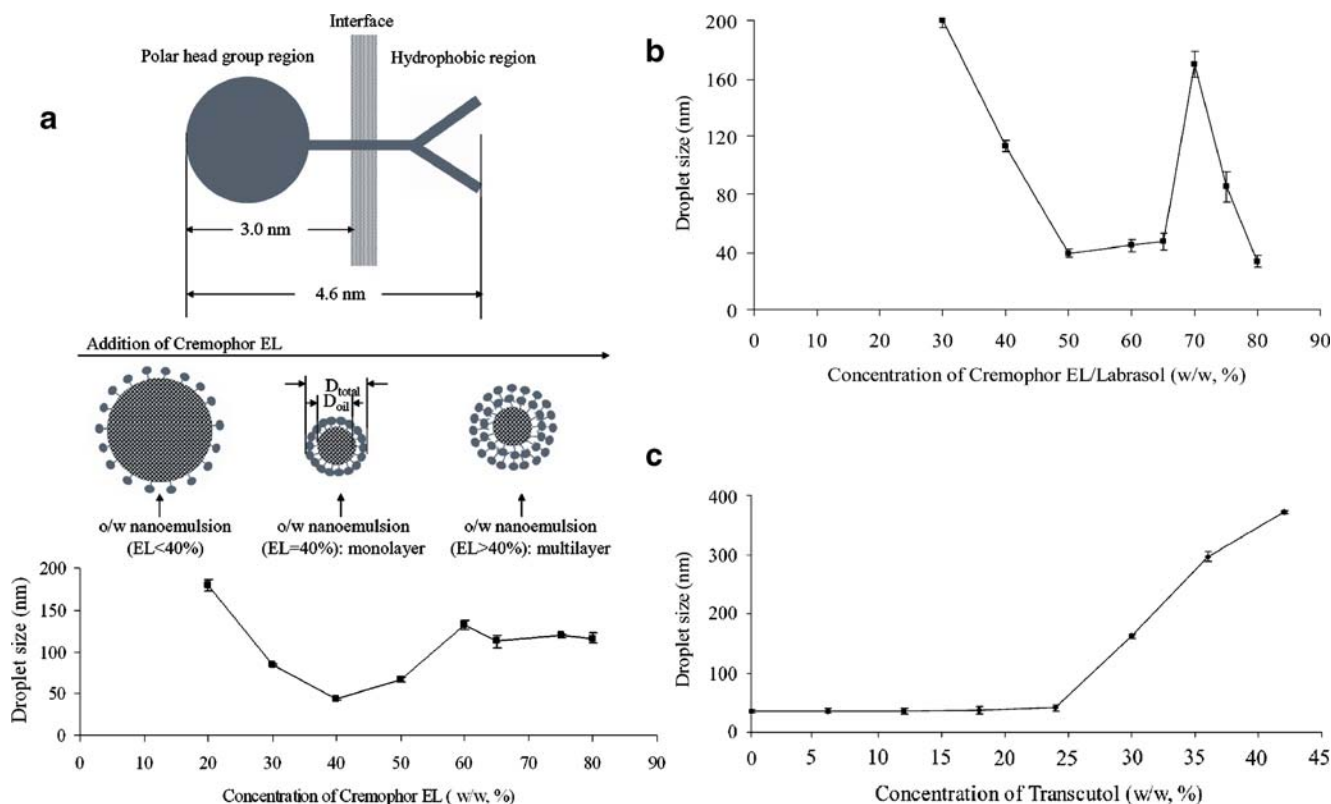 a
Interface
Polar head group region
Hydrophobic region
3.0 nm
4.6 nm
Addition of Cremophor EL
Dtotal
Doil
o/w nanoemulsion
(EL<40%)
o/w nanoemulsion
(EL=40%): monolayer
o/w nanoemulsion
(EL>40%): multilayer
Droplet size (nm)
200
150
100
50
0
0 10 20 30 40 50 60 70 80 90
Concentration of Cremophor EL ( w/w, %)
b
Droplet size (nm)
200
160
120
80
40
0
0 10 20 30 40 50 60 70 80 90
Concentration of Cremophor EL/Labrasol (w/w, %)
c
Droplet size (nm)
400
300
200
100
0
0 5 10 15 20 25 30 35 40 45
Concentration of Transcutol (w/w, %)